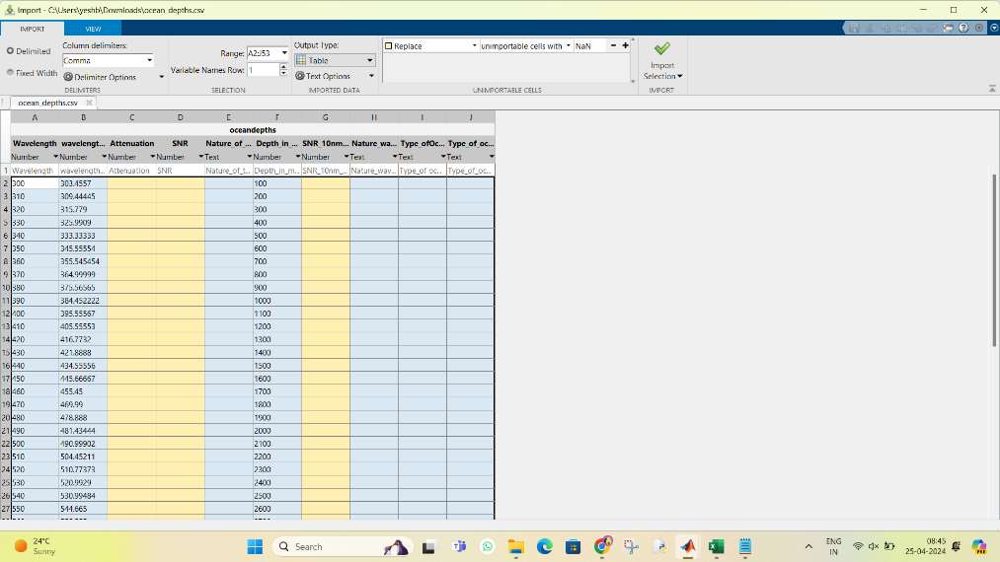 Import - C:\Users\yeshb\Downloads\ocean_depths.csv
IMPORT VIEW
Delimited
Fixed Width
Column delimiters:
Comma
Delimiter Options
DELIMITERS
Range: A2:J53
Variable Names Row: 1
SELECTION
Output Type:
Table
Text Options
IMPORTED DATA
Replace unimportable cells with NaN
UNIMPORTABLE CELLS
Import
Selection
IMPORT
ocean_depths.csv
A B C D E F G H I J
oceandepths
Wavelength wavelengt... Attenuation SNR Nature_of_... Depth_in_... SNR_10nm... Nature_wa... Type_ofOc... Type_of_oc...
Number Number Number Number Text Number Number Text Text Text
1 Wavelength wavelength... Attenuation SNR Nature_of_t... Depth_in_m... SNR_10nm_... Nature_wav... Type_of oc... Type_of_oc...
2 300 303.4557 100
3 310 309.44445 200
4 320 315.779 300
5 330 325.9909 400
6 340 333.33333 500
7 350 345.55554 600
8 360 355.545454 700
9 370 364.99999 800
10 380 375.56565 900
11 390 384.452222 1000
12 400 395.55567 1100
13 410 405.55553 1200
14 420 416.7732 1300
15 430 421.8888 1400
16 440 434.55556 1500
17 450 445.66667 1600
18 460 455.45 1700
19 470 469.99 1800
20 480 478.888 1900
21 490 481.43444 2000
22 500 490.99902 2100
23 510 504.45211 2200
24 520 510.77373 2300
25 530 520.9929 2400
26 540 530.99484 2500
27 550 544.665 2600
24°C
Sunny
Search
ENG
IN
08:45
25-04-2024